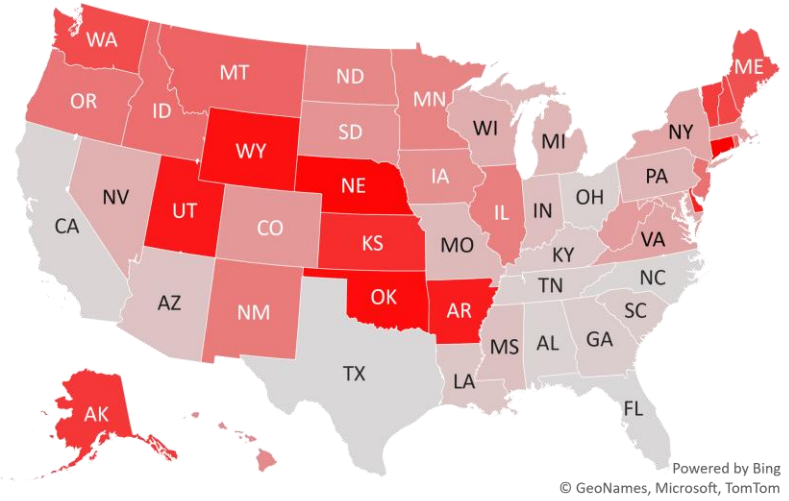 WA
ME
MT
ND
MN
OR
ID
NY
WI
SD
MI
WY
PA
IA
NE
OH
NV
UT
IL
IN
CA
CO
VA
KS
MO
KY
NC
TN
AZ
OK
NM
AR
SC
MS
AL
GA
TX
LA
FL
AK
Powered by Bing
© GeoNames, Microsoft, TomTom